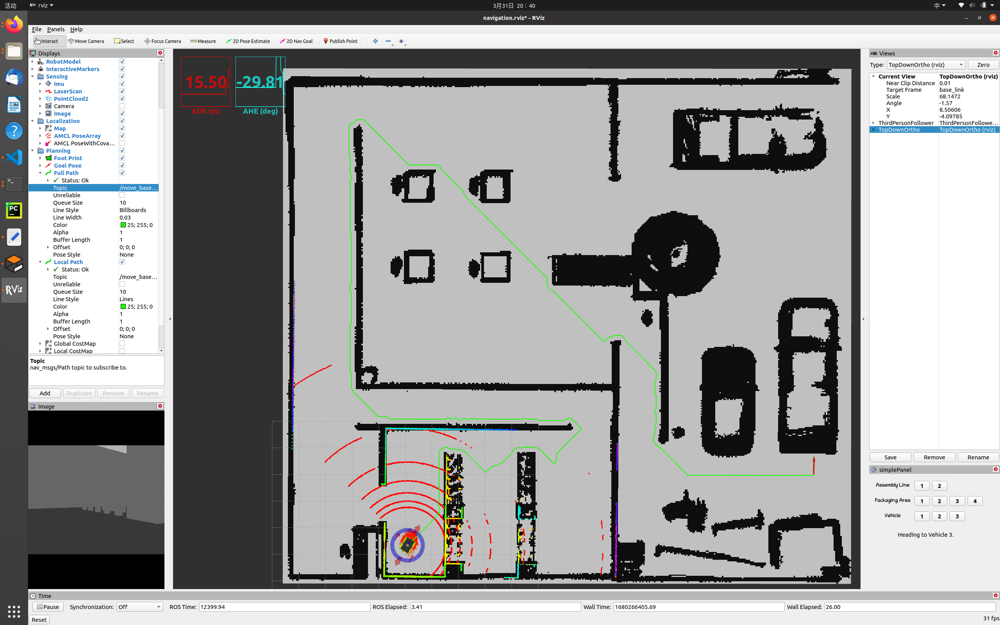 活动
rviz
3月31日 20：40
中
navigation.rviz* - RViz
File Panels Help
Interact Move Camera Select Focus Camera Measure 2D Pose Estimate 2D Nav Goal Publish Point
Displays
RobotModel
InteractiveMarkers
Sensing
Imu
LaserScan
PointCloud2
Camera
Image
Localization
Map
AMCL PoseArray
AMCL PoseWithCova...
Planning
Foot Print
Goal Pose
Full Path
Status: Ok
Topic /move_base...
Unreliable
Queue Size 10
Line Style Billboards
Line Width 0.03
Color 25; 255; 0
Alpha 1
Buffer Length 1
Offset 0; 0; 0
Pose Style None
Local Path
Status: Ok
Topic /move_base...
Unreliable
Queue Size 10
Line Style Lines
Color 25; 255; 0
Alpha 1
Buffer Length 1
Offset 0; 0; 0
Pose Style None
Global CostMap
Local CostMap
Topic
nav_msgs/Path topic to subscribe to.
Add Duplicate Remove Rename
Image
PC
>_
RViz
15.50
ADE (m)
-29.81
AHE (deg)
Views
Type: TopDownOrtho (rviz) Zero
Current View TopDownOrtho (rviz)
Near Clip Distance 0.01
Target Frame base_link
Scale 68.1472
Angle -1.57
X 8.50606
Y -4.09785
ThirdPersonFollower ThirdPersonFollowe...
TopDownOrtho TopDownOrtho (rviz)
Save Remove Rename
simplePanel
Assembly Line 1 2
Packaging Area 1 2 3 4
Vehicle 1 2 3
Heading to Vehicle 3.
Time
Pause Synchronization: Off ROS Time: 12399.94 ROS Elapsed: 3.41 Wall Time: 1680266405.69 Wall Elapsed: 26.00
Reset
31 fps